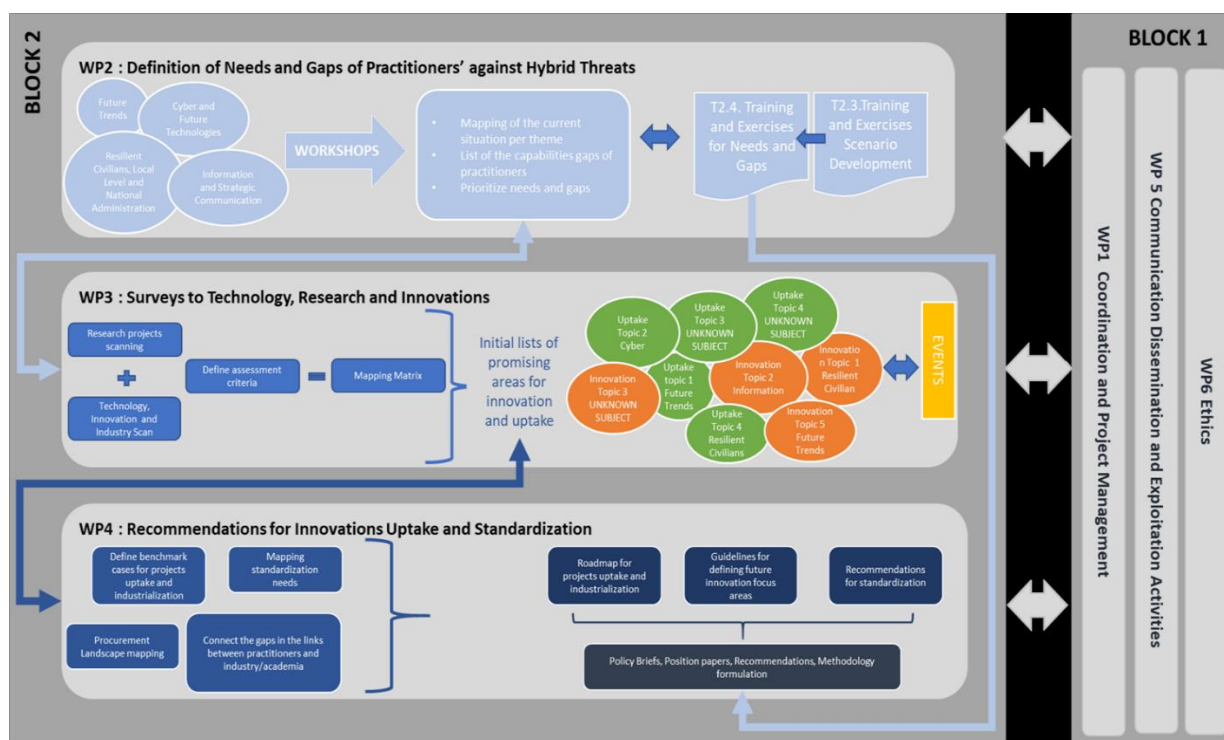 BLOCK 2
WP2 : Definition of Needs and Gaps of Practitioners' against Hybrid Threats
Future
Trends
Cyber and
Future
Technologies
Resilient
Civilians, Local
Level and
National
Administration
Information
and Strategic
Communication
WORKSHOPS
• Mapping of the current
situation per theme
• List of the capabilities gaps of
practitioners
• Prioritize needs and gaps
T2.4. Training
and Exercises
for Needs and
Gaps
T2.3.Training
and Exercises
Scenario
Development
WP3 : Surveys to Technology, Research and Innovations
Research projects
scanning
Technology,
Innovation and
Industry Scan
Define assessment
criteria
Mapping Matrix
Initial lists of
promising
areas for
innovation
and uptake
Uptake
Topic 2
Cyber
Uptake
Topic 3
UNKNOWN
SUBJECT
Uptake
Topic 4
UNKNOWN
SUBJECT
Innovation
Topic 3
UNKNOWN
SUBJECT
Uptake
topic 1
Future
Trends
Innovation
Topic 2
Information
Innovatio
n Topic 1
Resilient
Civilian
Uptake
Topic 4
Resilient
Civilians
Innovation
Topic 5
Future
Trends
EVENTS
WP4 : Recommendations for Innovations Uptake and Standardization
Define benchmark
cases for projects
uptake and
industrialization
Mapping
standardization
needs
Procurement
Landscape mapping
Connect the gaps in the links
between practitioners and
industry/academia
Roadmap for
projects uptake and
industrialization
Guidelines for
defining future
innovation focus
areas
Recommendations
for standardization
Policy Briefs, Position papers, Recommendations, Methodology
formulation
BLOCK 1
WP1 Coordination and Project Management
WP 5 Communication Dissemination and Exploitation Activities
WP6 Ethics